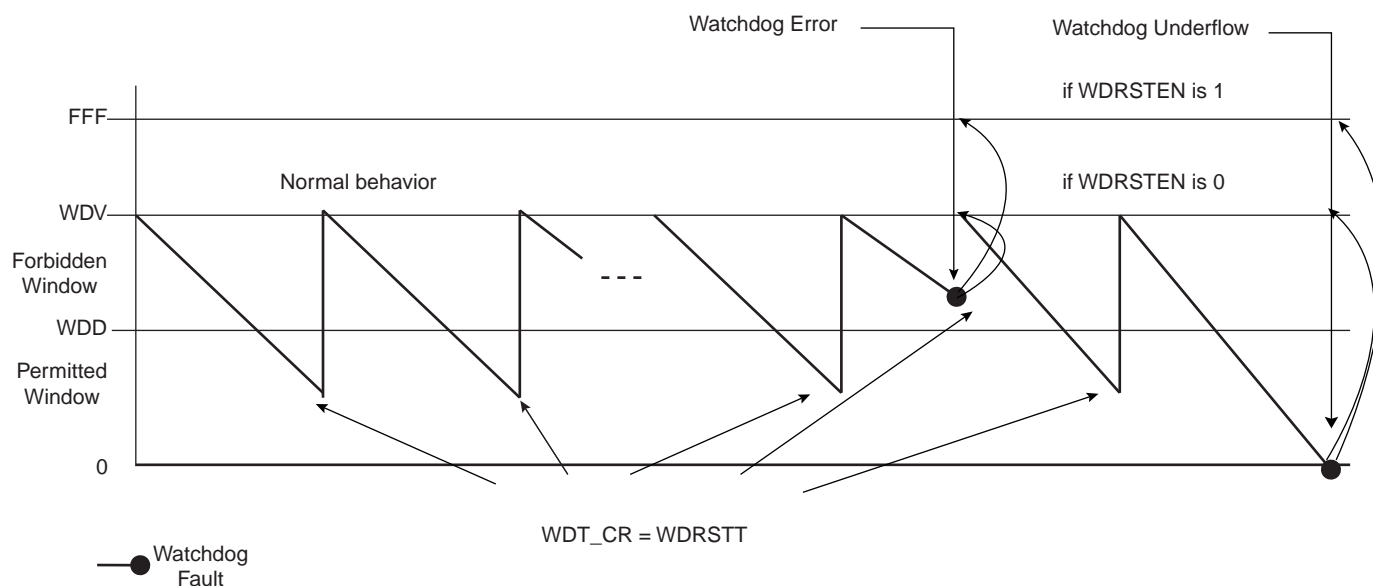 Watchdog Error
Watchdog Underflow
if WDRSTEN is 1
FFF
Normal behavior
if WDRSTEN is 0
WDV
Forbidden
Window
WDD
Permitted
Window
0
WDT_CR = WDRSTT
Watchdog
Fault